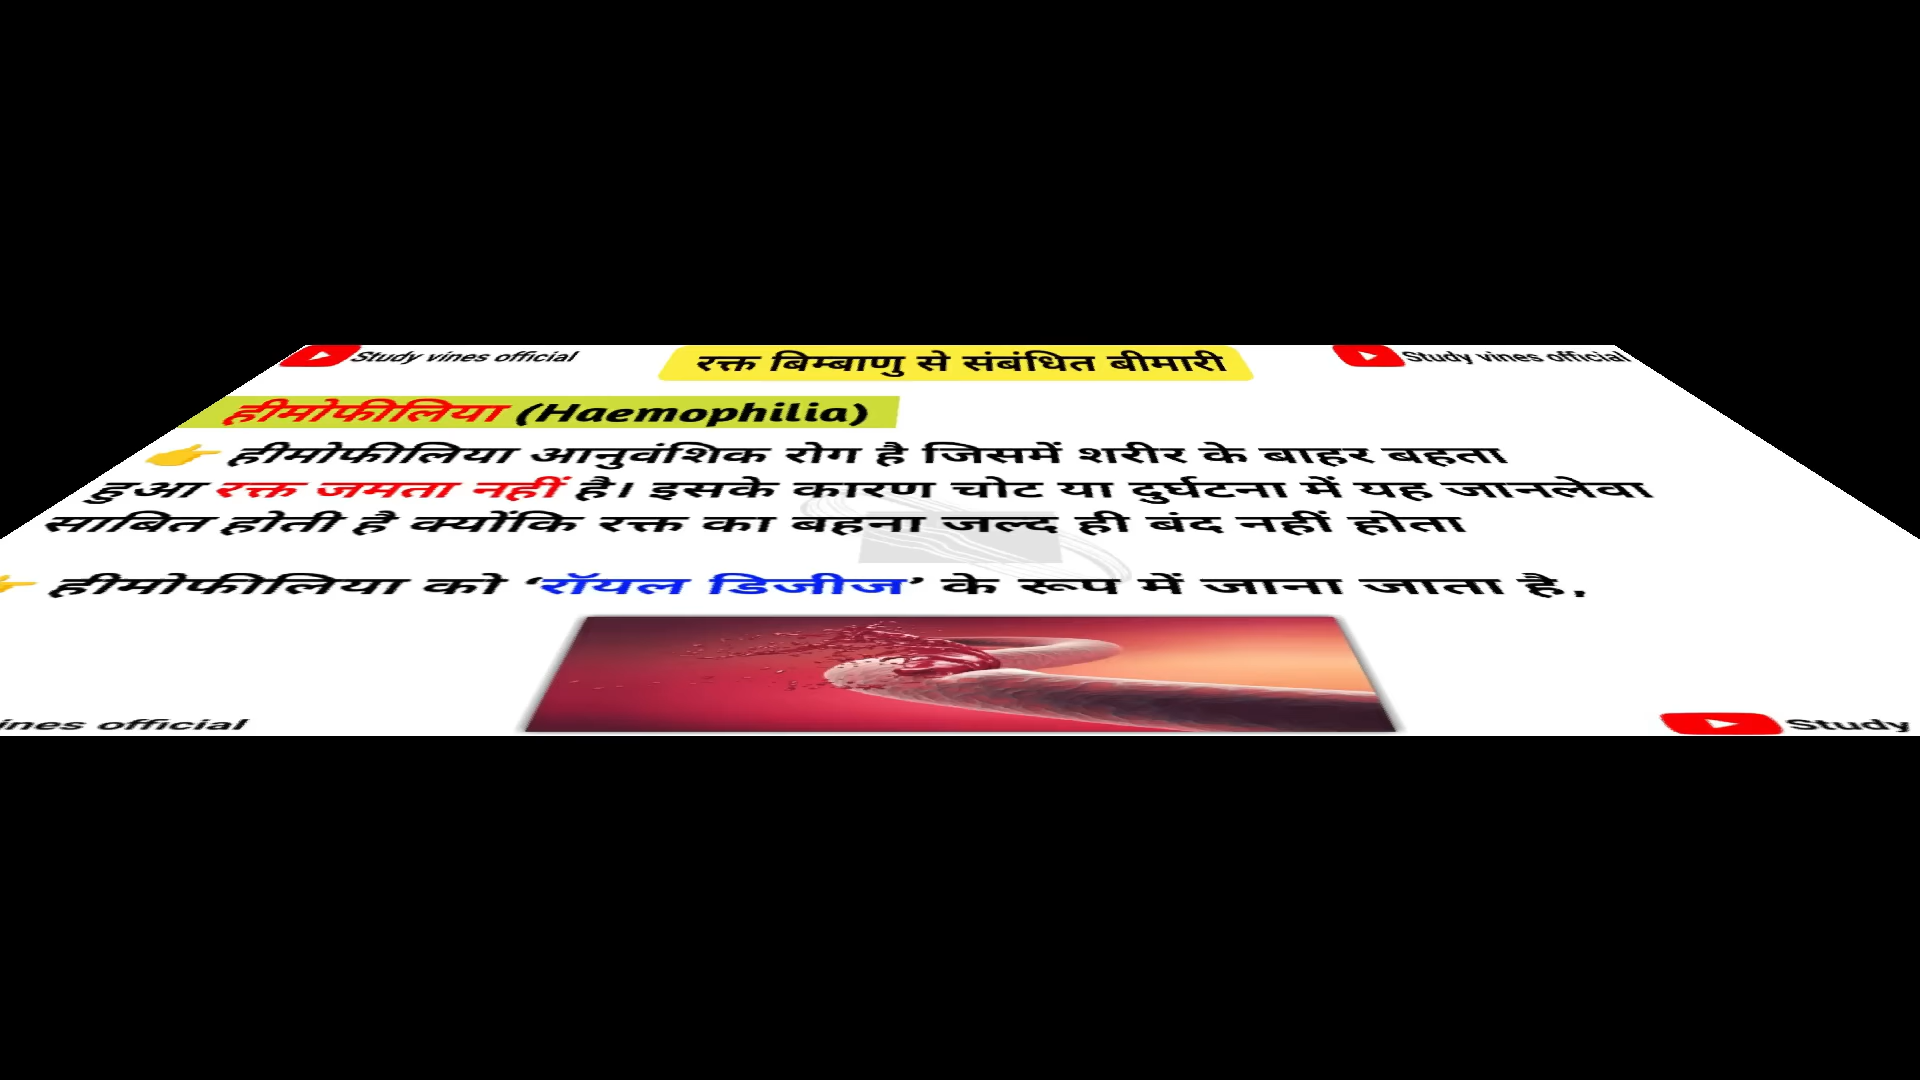 Study vines official
रक्त बिम्बाणु से संबंधित बीमारी
Study vines official
हीमोफीलिया (Haemophilia)
👉 हीमोफीलिया आनुवंशिक रोग है जिसमें शरीर के बाहर बहता
हुआ रक्त जमता नहीं है। इसके कारण चोट या दुर्घटना में यह जानलेवा
साबित होती है क्योंकि रक्त का बहना जल्द ही बंद नहीं होता
👉 हीमोफीलिया को ‘रॉयल डिजीज’ के रूप में जाना जाता है,
ines official
Study